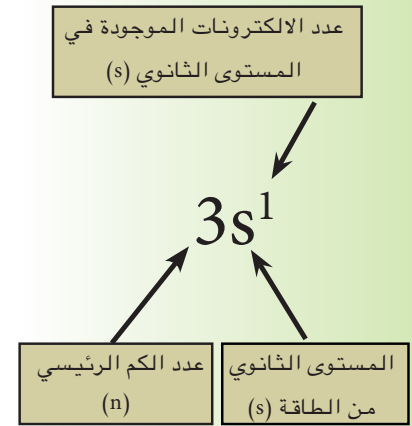 عدد الالكترونات الموجودة في
المستوى الثانوي (s)
3s¹
المستوى الثانوي
من الطاقة (s)
عدد الكم الرئيسي
(n)